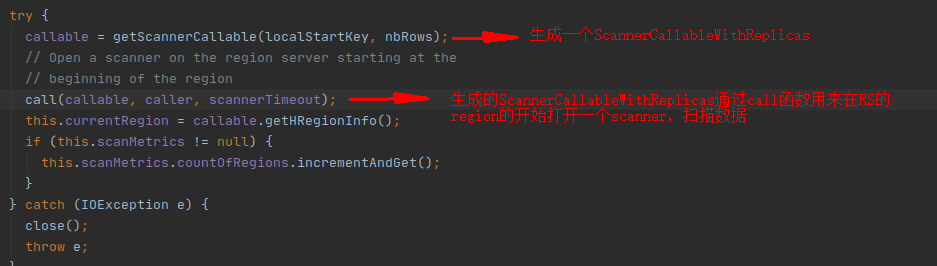 try {
callable = getScannerCallable(localStartKey, nbRows); 生成一个ScannerCallableWithReplicas
// Open a scanner on the region server starting at the
// beginning of the region
call(callable, caller, scannerTimeout); 生成的ScannerCallableWithReplicas通过call函数用来在RS的
this.currentRegion = callable.getHRegionInfo(); region的开始打开一个scanner，扫描数据
if (this.scanMetrics != null) {
this.scanMetrics.countOfRegions.incrementAndGet();
}
} catch (IOException e) {
close();
throw e;
}